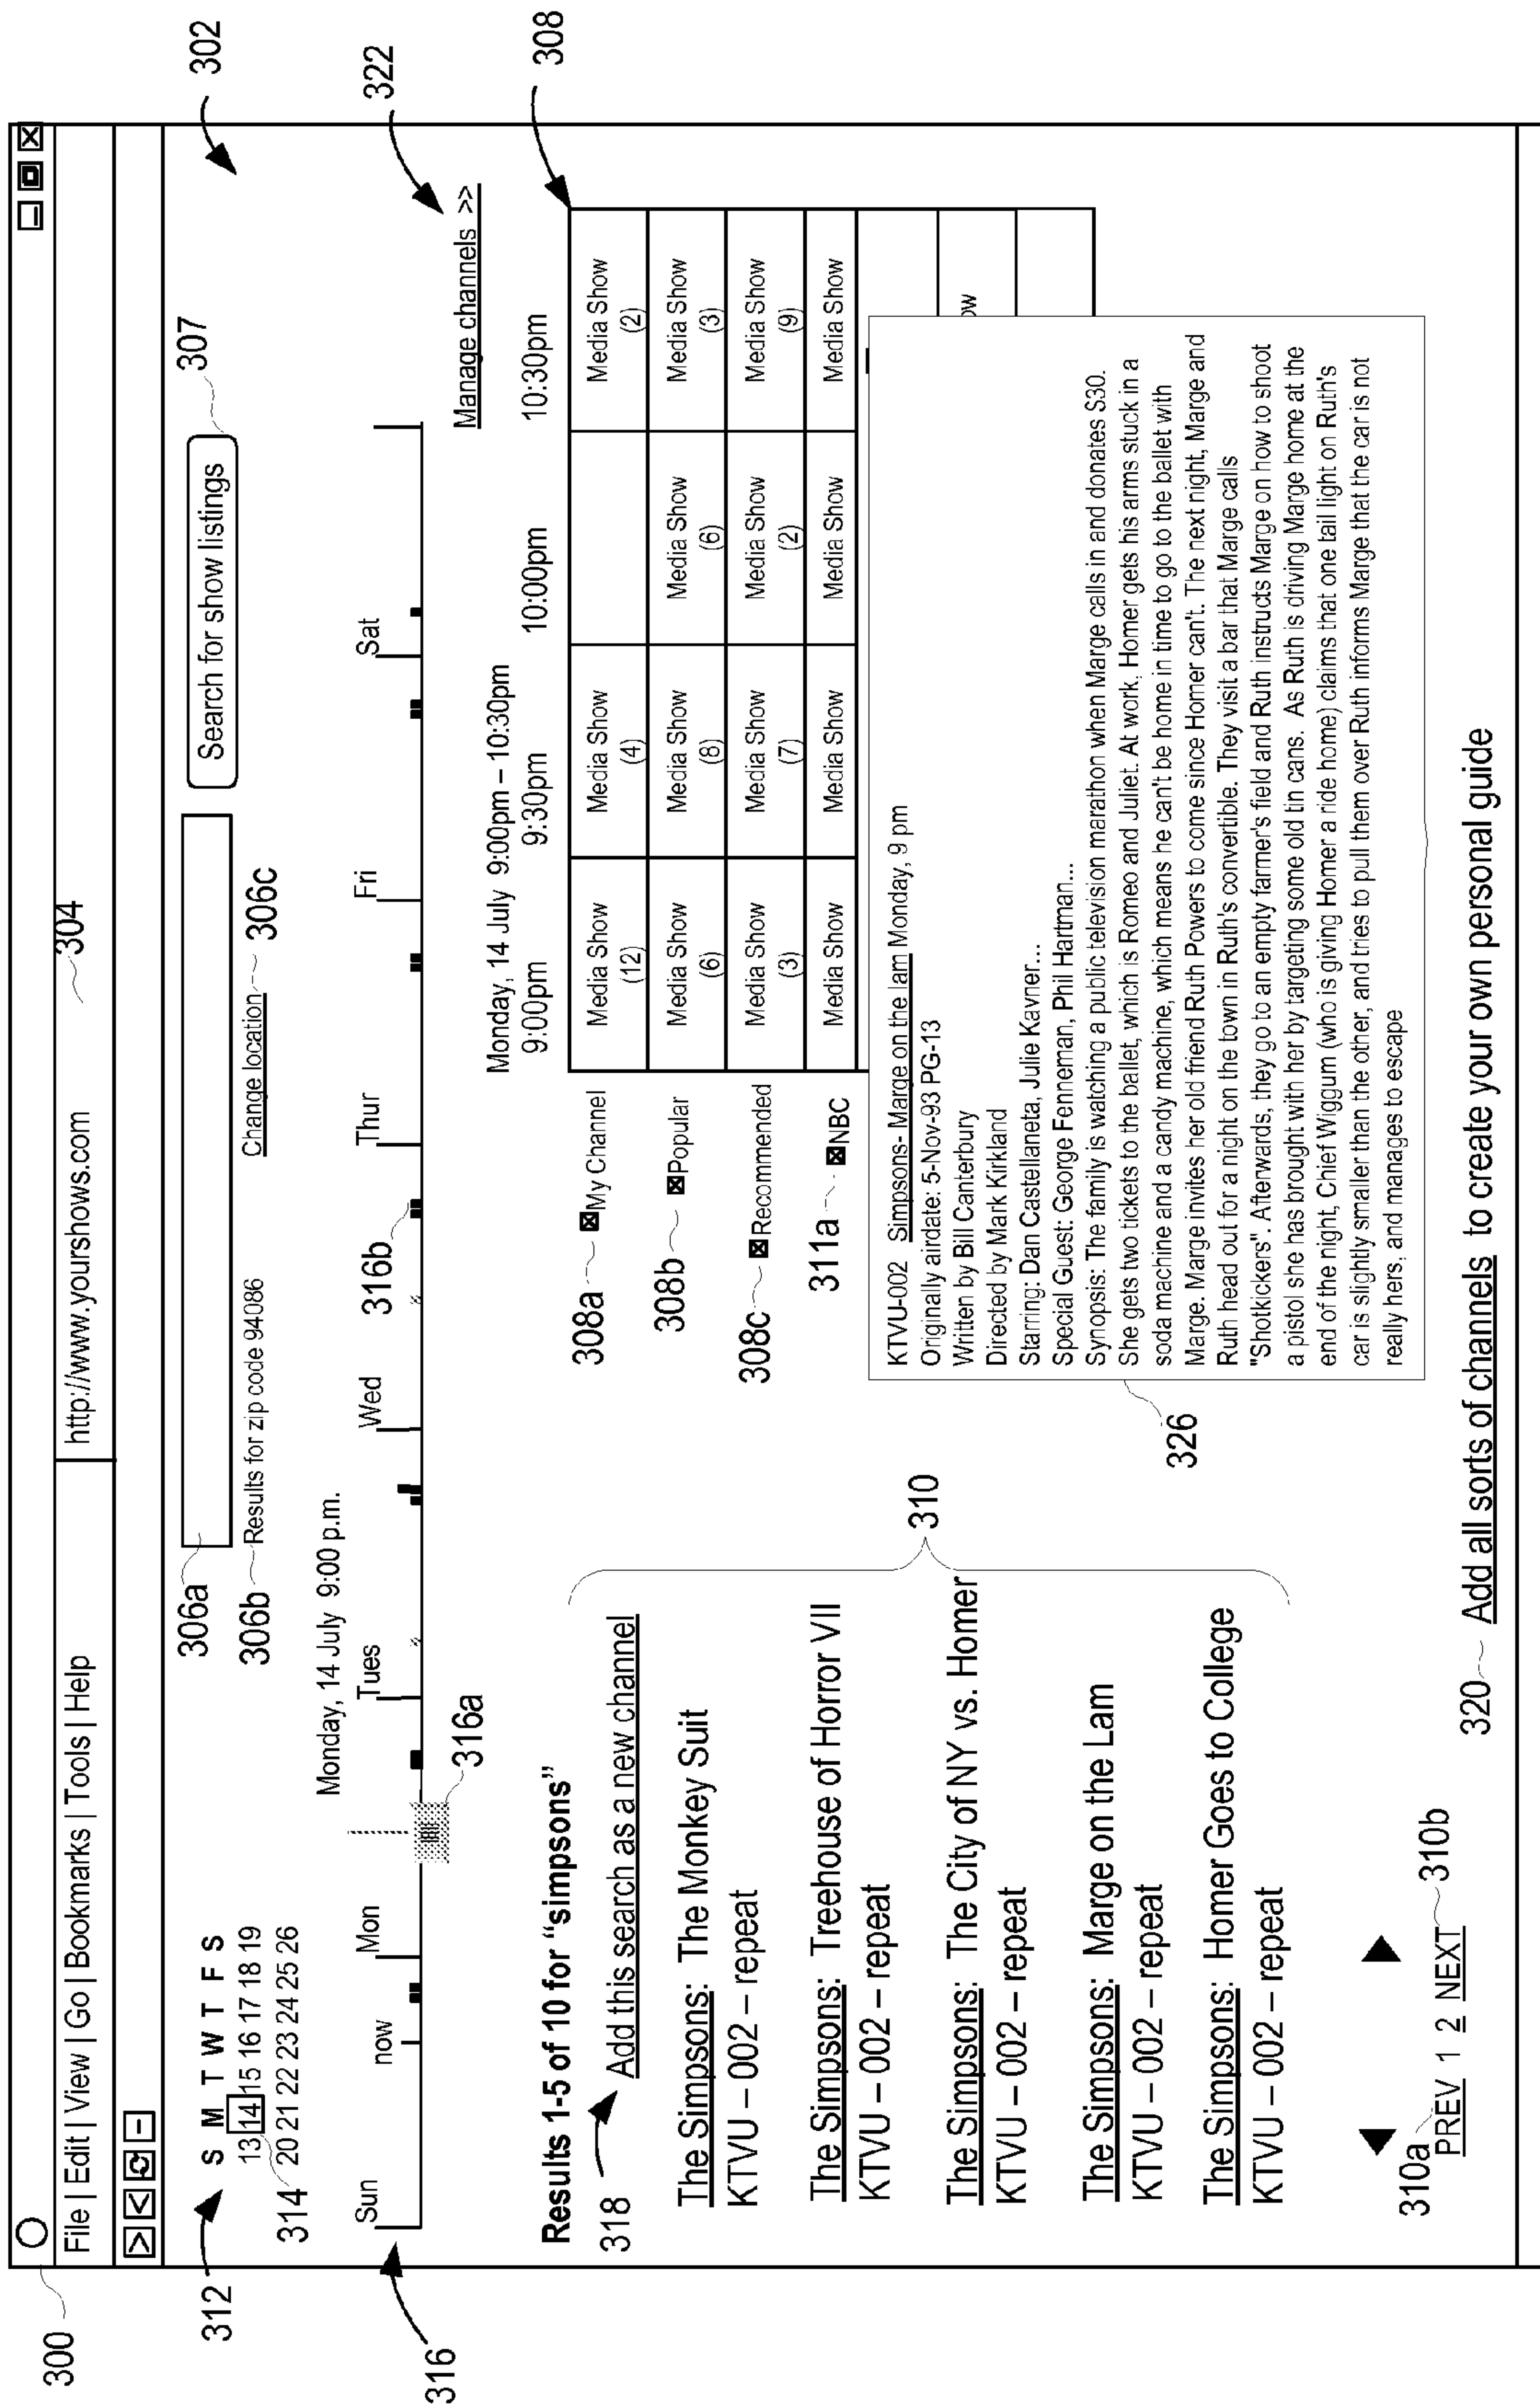 300
File | Edit | View | Go | Bookmarks | Tools | Help
http://www.yourshows.com
304
302
306a
Search for show listings
307
306b
Results for zip code 94086
Change location
306c
312
S M T W T F S
13 14 15 16 17 18 19
20 21 22 23 24 25 26
314
Monday, 14 July 9:00 p.m.
316
Sun
now
Mon
Tues
Wed
Thur
Fri
Sat
316a
316b
322
Manage channels >>
Results 1-5 of 10 for “simpsons”
318
Add this search as a new channel
310
The Simpsons: The Monkey Suit
KTVU – 002 – repeat
The Simpsons: Treehouse of Horror VII
KTVU – 002 – repeat
The Simpsons: The City of NY vs. Homer
KTVU – 002 – repeat
The Simpsons: Marge on the Lam
KTVU – 002 – repeat
The Simpsons: Homer Goes to College
KTVU – 002 – repeat
310a
PREV 1 2 NEXT
310b
Monday, 14 July 9:00pm – 10:30pm
9:00pm 9:30pm 10:00pm 10:30pm
308
308a
My Channel
Media Show Media Show Media Show
(12) (4) (2)
308b
Popular
Media Show Media Show Media Show Media Show
(6) (8) (6) (3)
308c
Recommended
Media Show Media Show Media Show Media Show
(3) (7) (2) (9)
311a
NBC
Media Show Media Show Media Show Media Show
ow
KTVU-002 Simpsons- Marge on the lam Monday, 9 pm
Originally airdate: 5-Nov-93 PG-13
Written by Bill Canterbury
Directed by Mark Kirkland
Starring: Dan Castellaneta, Julie Kavner...
Special Guest: George Fenneman, Phil Hartman...
Synopsis: The family is watching a public television marathon when Marge calls in and donates $30.
She gets two tickets to the ballet, which is Romeo and Juliet. At work, Homer gets his arms stuck in a
soda machine and a candy machine, which means he can't be home in time to go to the ballet with
Marge. Marge invites her old friend Ruth Powers to come since Homer can't. The next night, Marge and
Ruth head out for a night on the town in Ruth's convertible. They visit a bar that Marge calls
"Shotkickers". Afterwards, they go to an empty farmer's field and Ruth instructs Marge on how to shoot
a pistol she has brought with her by targeting some old tin cans. As Ruth is driving Marge home at the
end of the night, Chief Wiggum (who is giving Homer a ride home) claims that one tail light on Ruth's
car is slightly smaller than the other, and tries to pull them over Ruth informs Marge that the car is not
really hers, and manages to escape
326
320
Add all sorts of channels to create your own personal guide